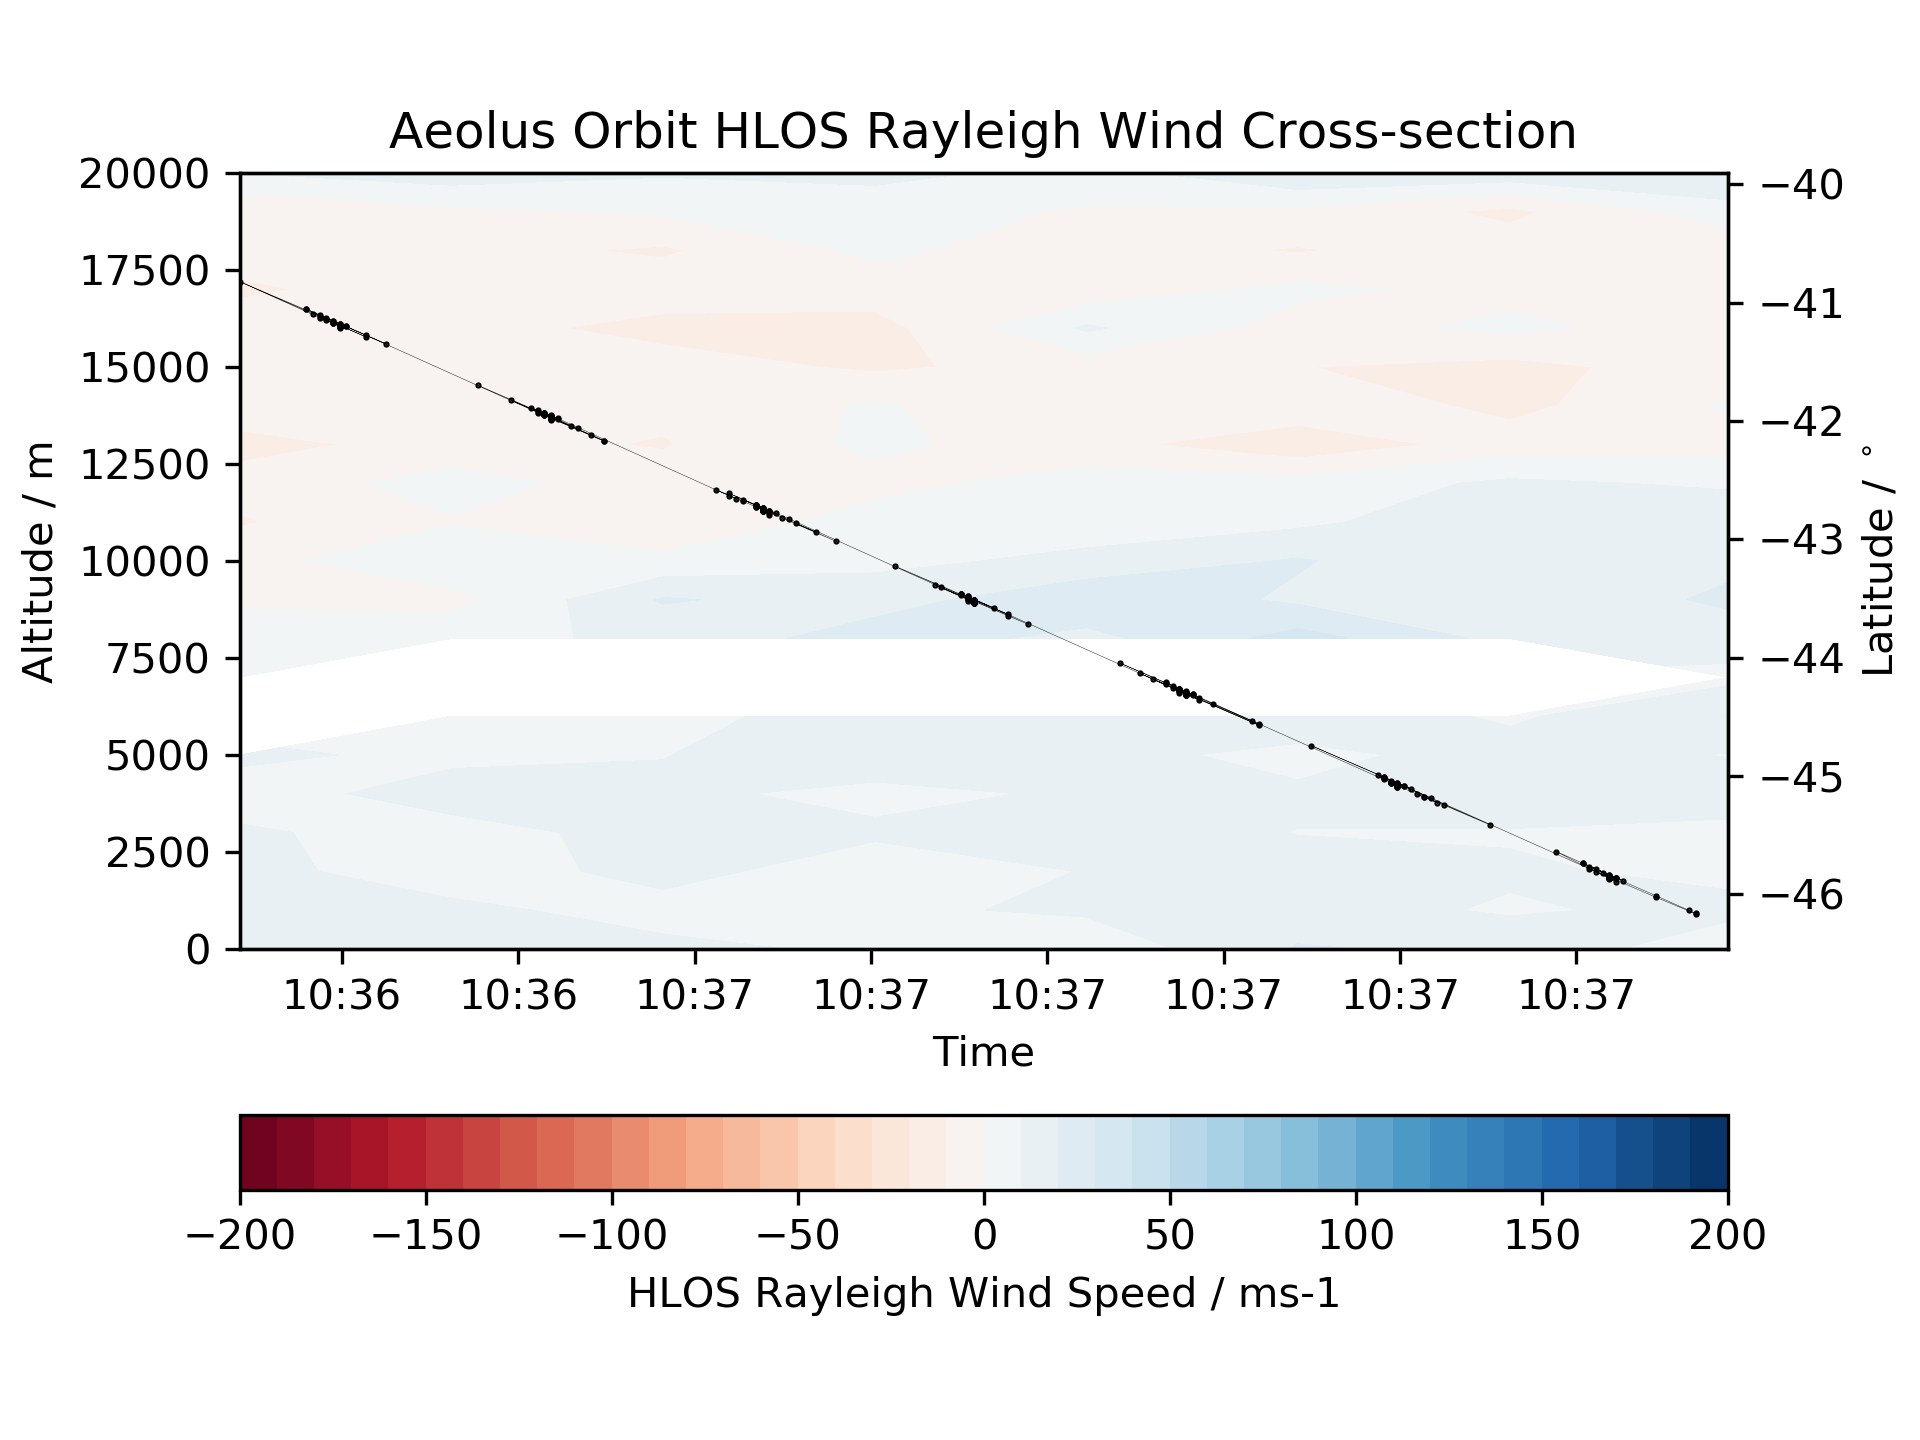 Aeolus Orbit HLOS Rayleigh Wind Cross-section
20000
17500
15000
12500
10000
7500
5000
2500
0
Altitude / m
−40
−41
−42
−43
−44
−45
−46
Latitude / °
10:36 10:36 10:37 10:37 10:37 10:37 10:37 10:37
Time
−200 −150 −100 −50 0 50 100 150 200
HLOS Rayleigh Wind Speed / ms-1